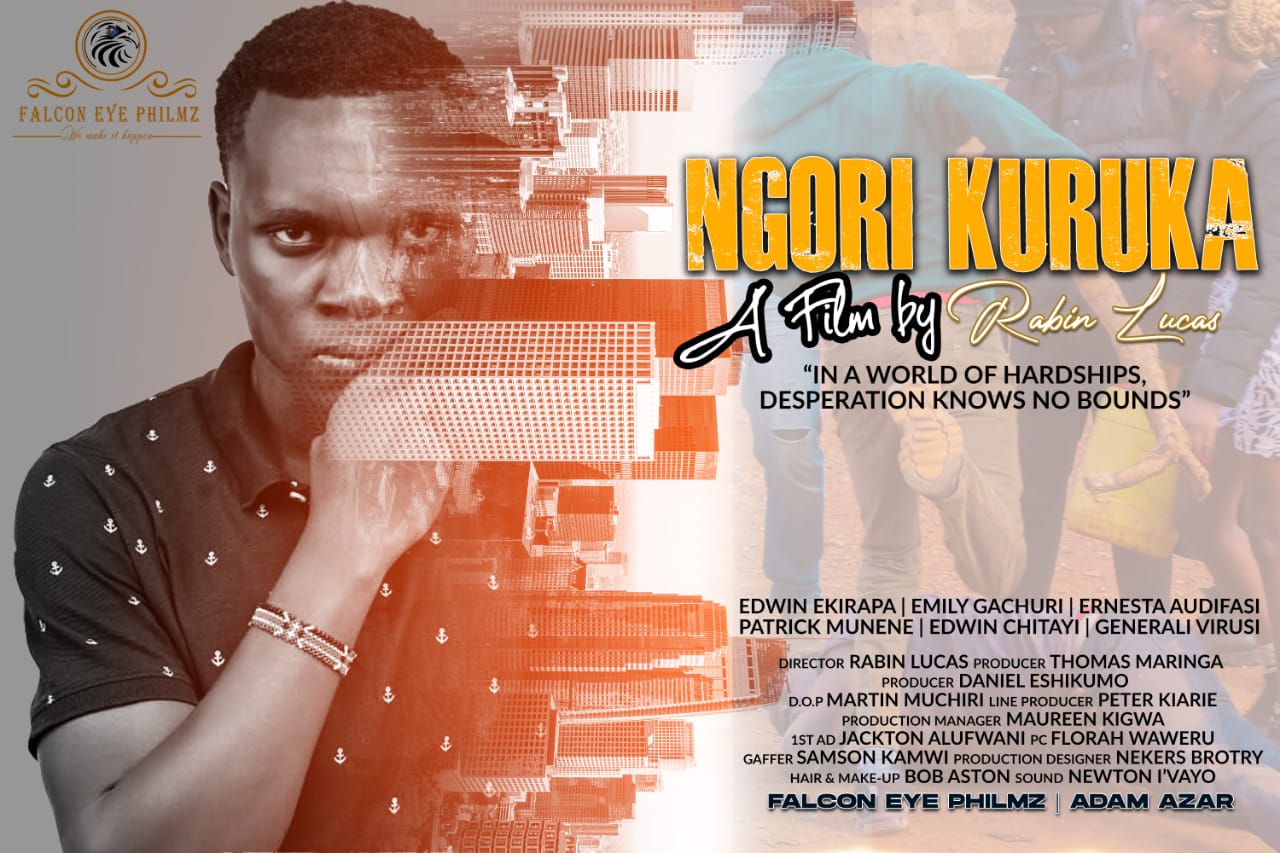 FALCON EYE PHILMZ
We make it happen
NGORI KURUKA
A Film by Rabin Lucas
“IN A WORLD OF HARDSHIPS,
DESPERATION KNOWS NO BOUNDS”
EDWIN EKIRAPA | EMILY GACHURI | ERNESTA AUDIFASI
PATRICK MUNENE | EDWIN CHITAYI | GENERALI VIRUSI
DIRECTOR RABIN LUCAS PRODUCER THOMAS MARINGA
PRODUCER DANIEL ESHIKUMO
D.O.P MARTIN MUCHIRI LINE PRODUCER PETER KIARIE
PRODUCTION MANAGER MAUREEN KIGWA
1ST AD JACKTON ALUFWANI PC FLORAH WAWERU
GAFFER SAMSON KAMWI PRODUCTION DESIGNER NEKERS BROTRY
HAIR & MAKE-UP BOB ASTON SOUND NEWTON I’VAYO
FALCON EYE PHILMZ | ADAM AZAR